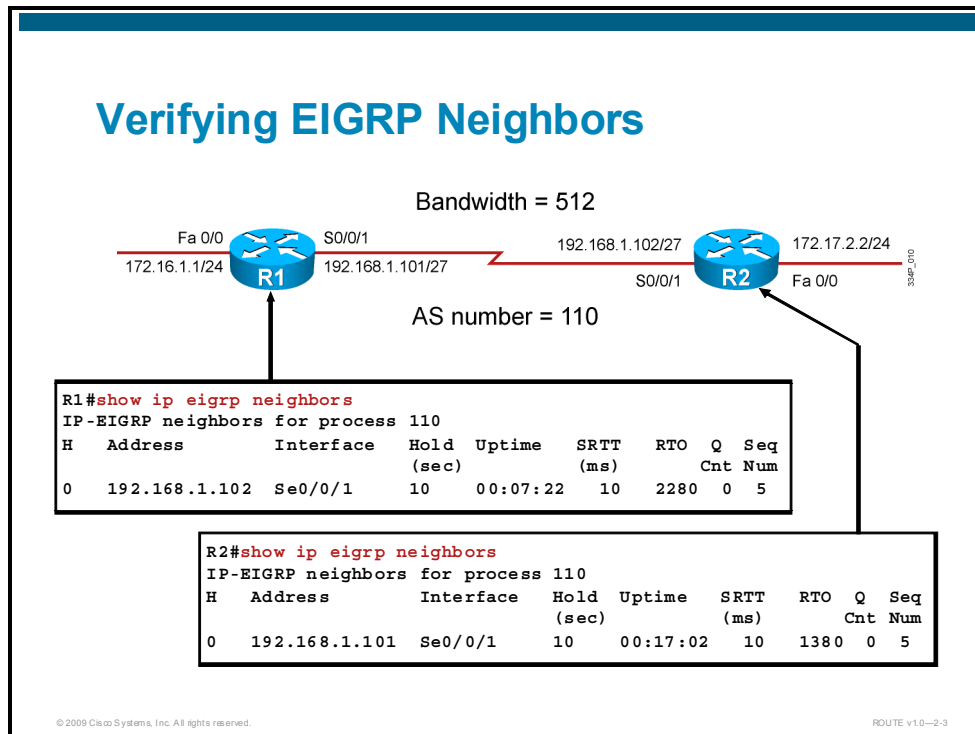 Verifying EIGRP Neighbors
Bandwidth = 512
Fa 0/0 S0/0/1 192.168.1.102/27 172.17.2.2/24
172.16.1.1/24 R1 192.168.1.101/27 S0/0/1 R2 Fa 0/0
334P_010
AS number = 110
R1#show ip eigrp neighbors
IP-EIGRP neighbors for process 110
H Address Interface Hold Uptime SRTT RTO Q Seq
(sec) (ms) Cnt Num
0 192.168.1.102 Se0/0/1 10 00:07:22 10 2280 0 5
R2#show ip eigrp neighbors
IP-EIGRP neighbors for process 110
H Address Interface Hold Uptime SRTT RTO Q Seq
(sec) (ms) Cnt Num
0 192.168.1.101 Se0/0/1 10 00:17:02 10 1380 0 5
© 2009 Cisco Systems, Inc. All rights reserved. ROUTE v1.0—2-3